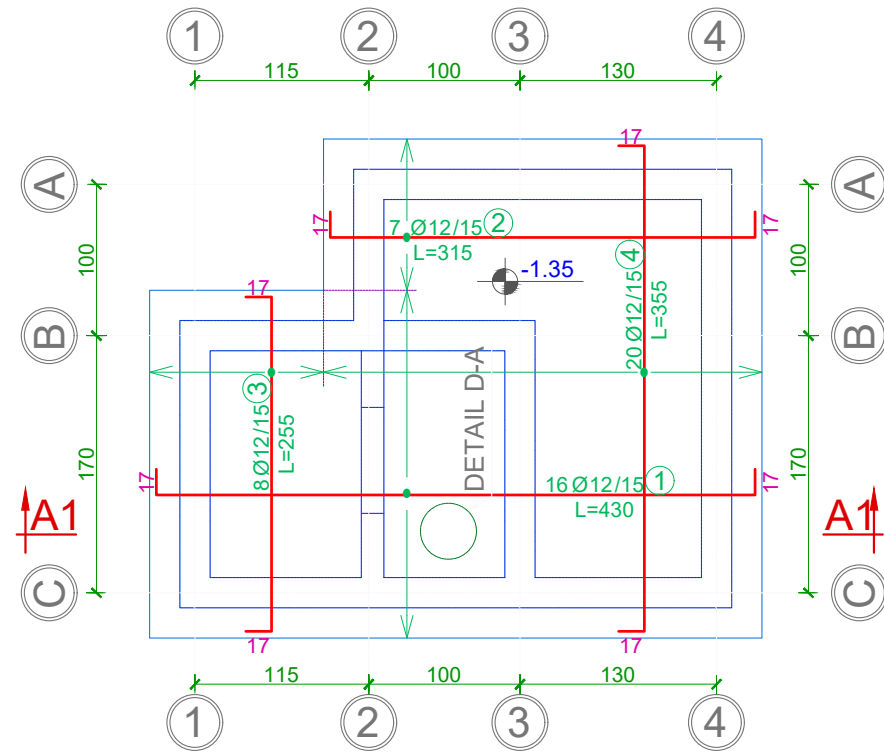 1 2 3 4
115 100 130
A A
17 17
17 7 Ø12/15 2 17
L=315
-1.35
4
20 Ø12/15
L=355
100 100
B B
17
3
8 Ø12/15
L=255
DETAIL D-A
170 170
17 16 Ø12/15 1 17
L=430
A1 A1
C C
17 17
115 100 130
1 2 3 4